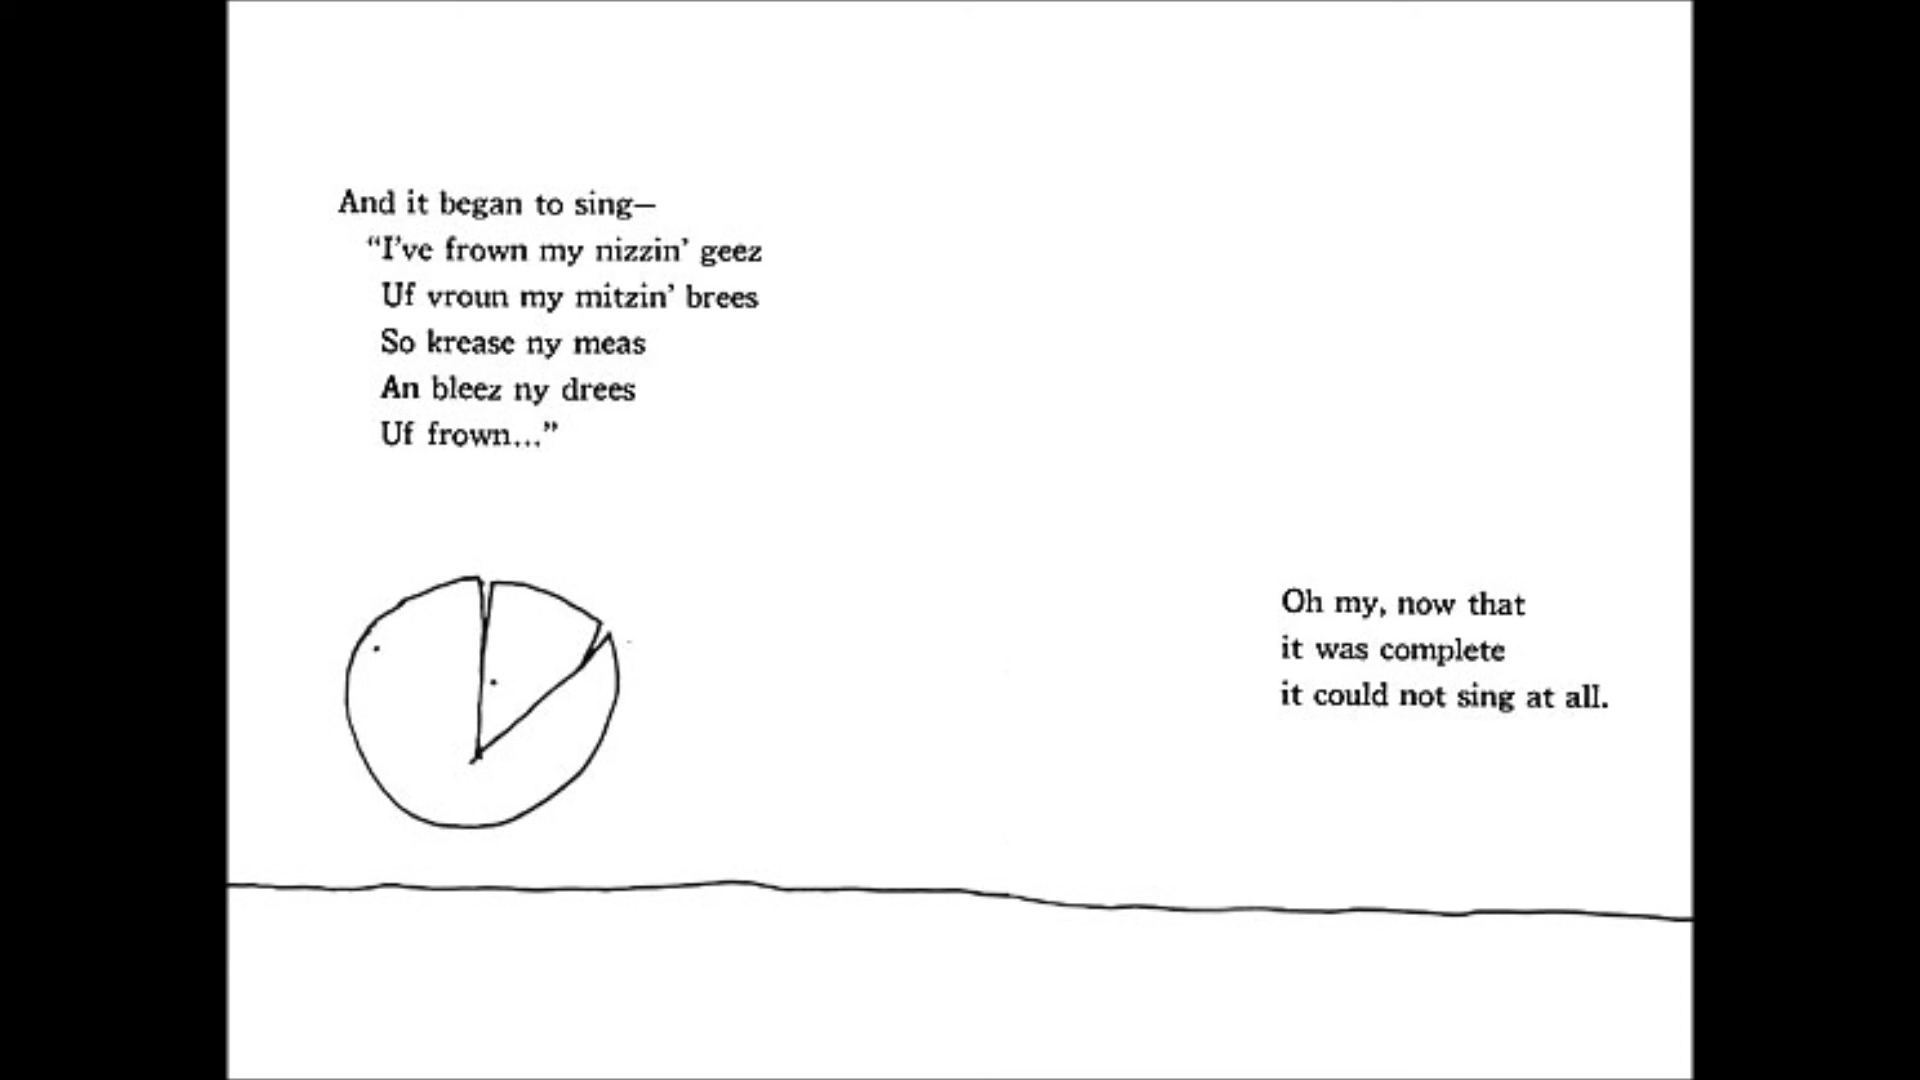 And it began to sing—
“I’ve frown my nizzin’ geez
Uf vroun my mitzin’ brees
So krease ny meas
An bleez ny drees
Uf frown...”
Oh my, now that
it was complete
it could not sing at all.